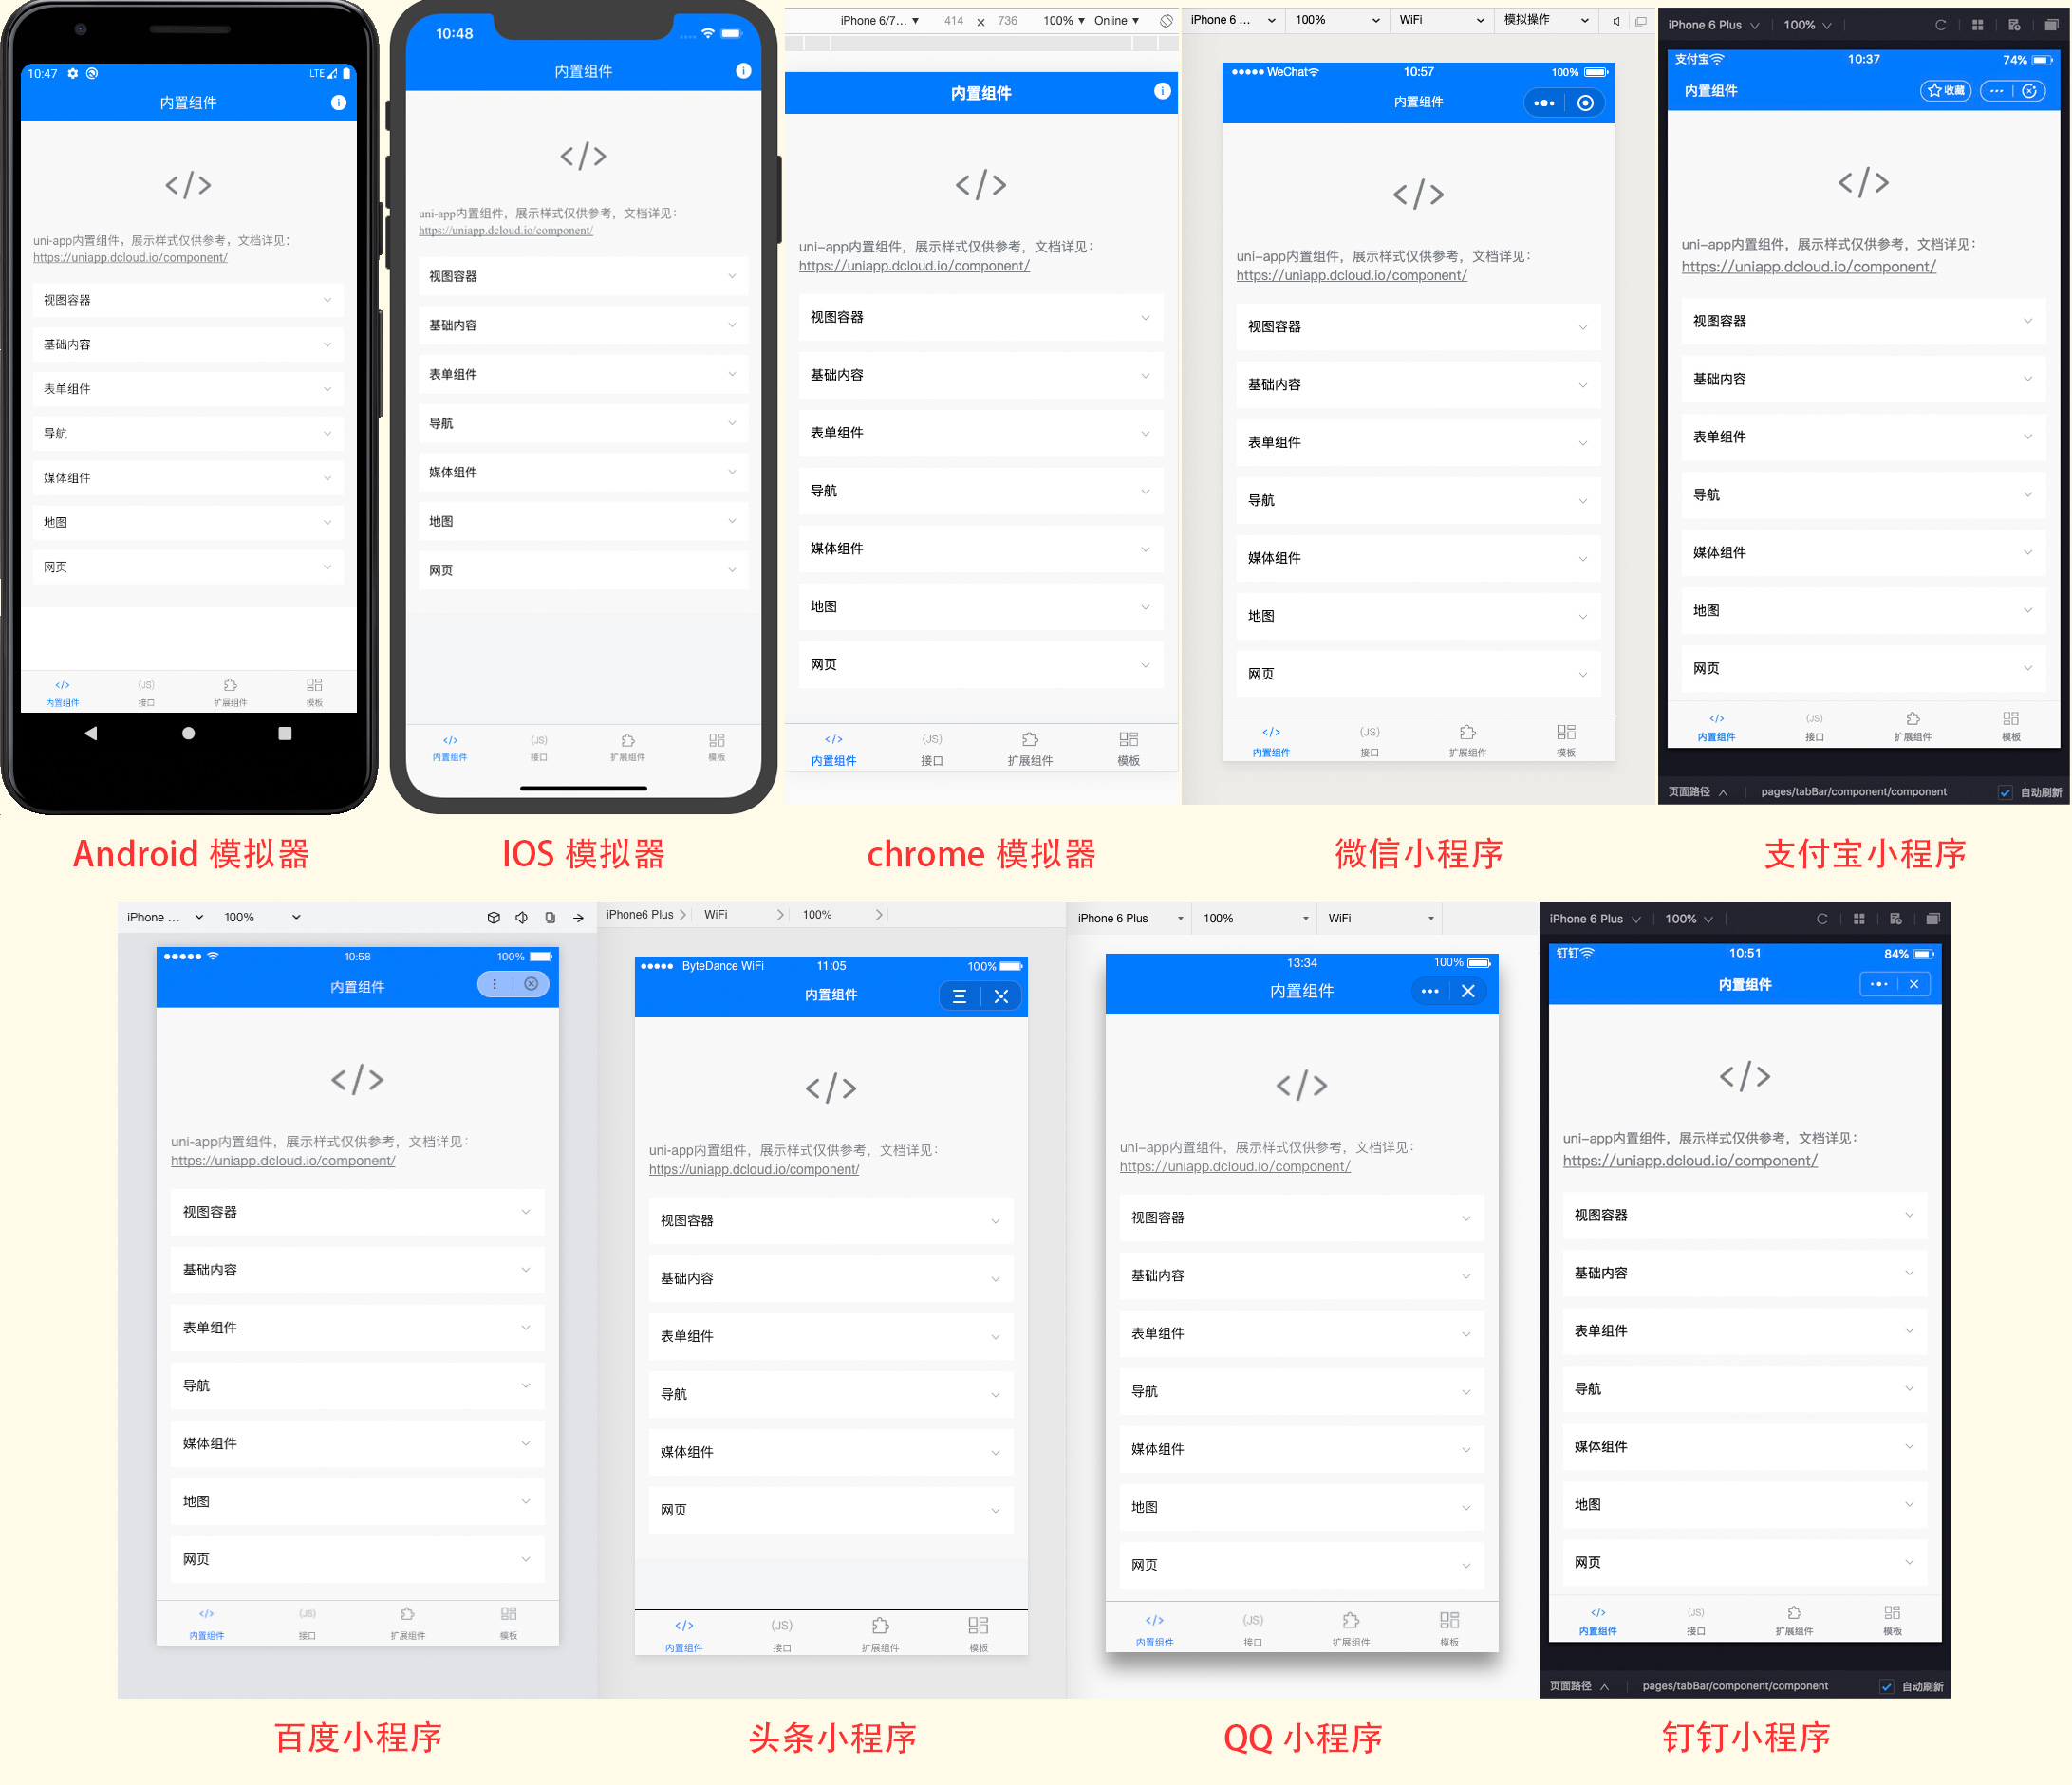 10:47
LTE
内置组件
uni-app内置组件，展示样式仅供参考，文档详见：
https://uniapp.dcloud.io/component/
视图容器
基础内容
表单组件
导航
媒体组件
地图
网页
</>
内置组件
(JS)
接口
扩展组件
模板
Android 模拟器
10:48
内置组件
</>
uni-app内置组件，展示样式仅供参考，文档详见：
https://uniapp.dcloud.io/component/
视图容器
基础内容
表单组件
导航
媒体组件
地图
网页
内置组件
(JS)
接口
扩展组件
模板
IOS 模拟器
iPhone 6/7... ▼ 414 × 736 100% ▼ Online ▼
内置组件
</>
uni-app内置组件，展示样式仅供参考，文档详见：
https://uniapp.dcloud.io/component/
视图容器
基础内容
表单组件
导航
媒体组件
地图
网页
内置组件
(JS)
接口
扩展组件
模板
chrome 模拟器
iPhone 6 ... 100% WiFi 模拟操作
WeChat 10:57 100%
内置组件
</>
uni-app内置组件，展示样式仅供参考，文档详见：
https://uniapp.dcloud.io/component/
视图容器
基础内容
表单组件
导航
媒体组件
地图
网页
内置组件
(JS)
接口
扩展组件
模板
微信小程序
iPhone 6 Plus 100%
支付宝 10:37 74%
内置组件 收藏
</>
uni-app内置组件，展示样式仅供参考，文档详见：
https://uniapp.dcloud.io/component/
视图容器
基础内容
表单组件
导航
媒体组件
地图
网页
内置组件
(JS)
接口
扩展组件
模板
页面路径 pages/tabBar/component/component 自动刷新
支付宝小程序
iPhone ... 100%
10:58 100%
内置组件
</>
uni-app内置组件，展示样式仅供参考，文档详见：
https://uniapp.dcloud.io/component/
视图容器
基础内容
表单组件
导航
媒体组件
地图
网页
内置组件
(JS)
接口
扩展组件
模板
百度小程序
iPhone6 Plus WiFi 100%
ByteDance WiFi 11:05 100%
内置组件
</>
uni-app内置组件，展示样式仅供参考，文档详见：
https://uniapp.dcloud.io/component/
视图容器
基础内容
表单组件
导航
媒体组件
网页
内置组件
(JS)
接口
扩展组件
模板
头条小程序
iPhone 6 Plus 100% WiFi
13:34 100%
内置组件
</>
uni-app内置组件，展示样式仅供参考，文档详见：
https://uniapp.dcloud.io/component/
视图容器
基础内容
表单组件
导航
媒体组件
地图
网页
内置组件
(JS)
接口
扩展组件
模板
QQ 小程序
iPhone 6 Plus 100%
钉钉 10:51 84%
内置组件
</>
uni-app内置组件，展示样式仅供参考，文档详见：
https://uniapp.dcloud.io/component/
视图容器
基础内容
表单组件
导航
媒体组件
地图
网页
内置组件
(JS)
接口
扩展组件
模板
页面路径 pages/tabBar/component/component 自动刷新
钉钉小程序